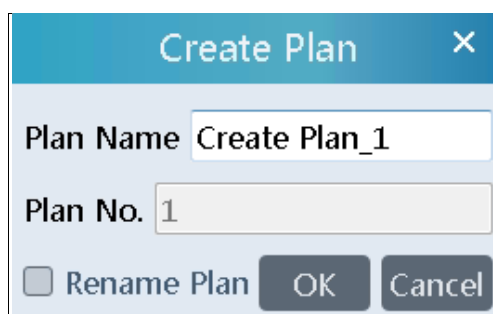 Create Plan ×
Plan Name Create Plan_1
Plan No. 1
Rename Plan OK Cancel